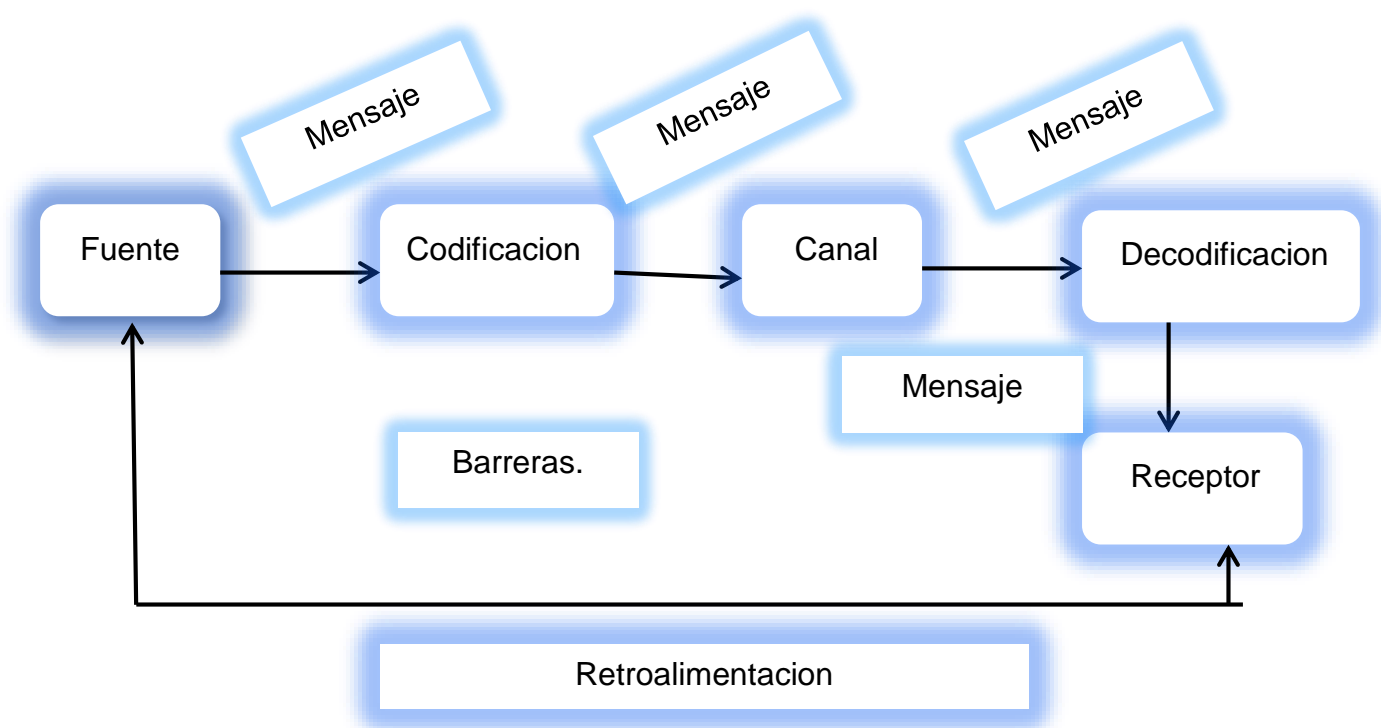 Mensaje
Mensaje
Mensaje
Fuente
Codificacion
Canal
Decodificacion
Mensaje
Barreras.
Receptor
Retroalimentacion